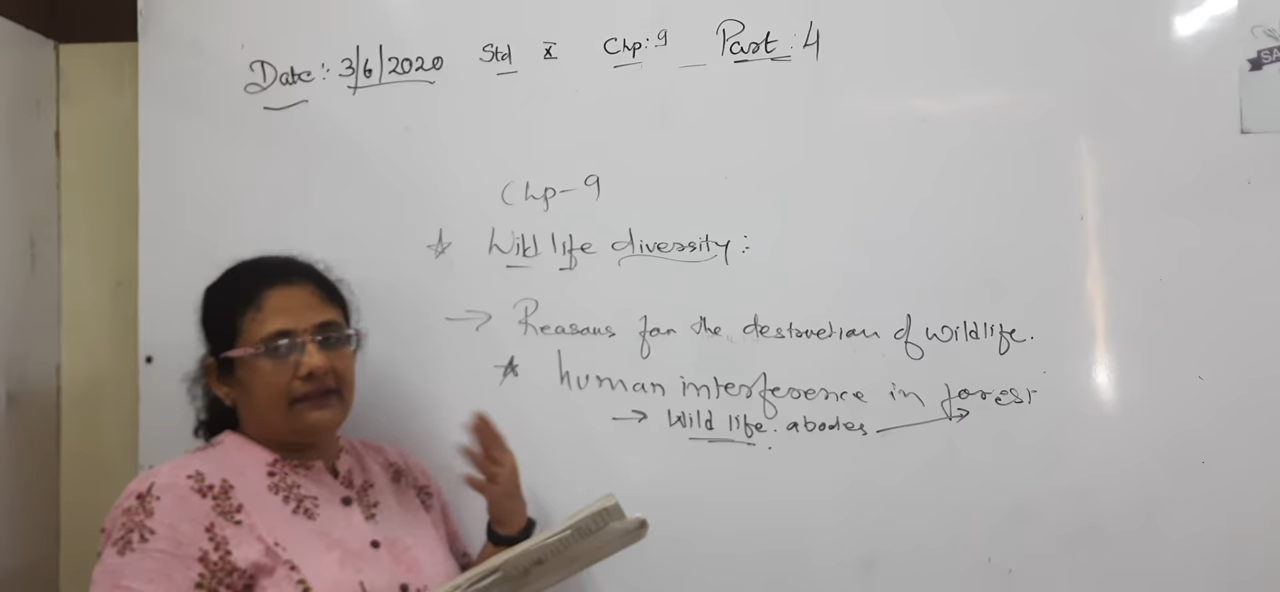 Date: 3/6/2020 Std X Chp: 9 Part: 4
SA
Chp-9
☆ Wild life diversity:
→ Reasons for the destruction of wildlife.
☆ human interference in forest
→ Wild life. abodes →